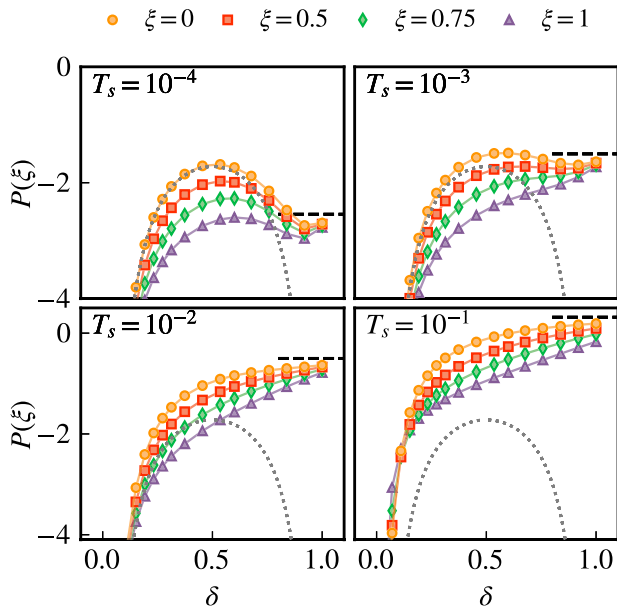 ξ = 0 ξ = 0.5 ξ = 0.75 ξ = 1
0 T_s = 10^{-4} T_s = 10^{-3}
P(ξ) −2
−4
0 T_s = 10^{-2} T_s = 10^{-1}
P(ξ) −2
−4
0.0 0.5 1.0 0.0 0.5 1.0
δ δ